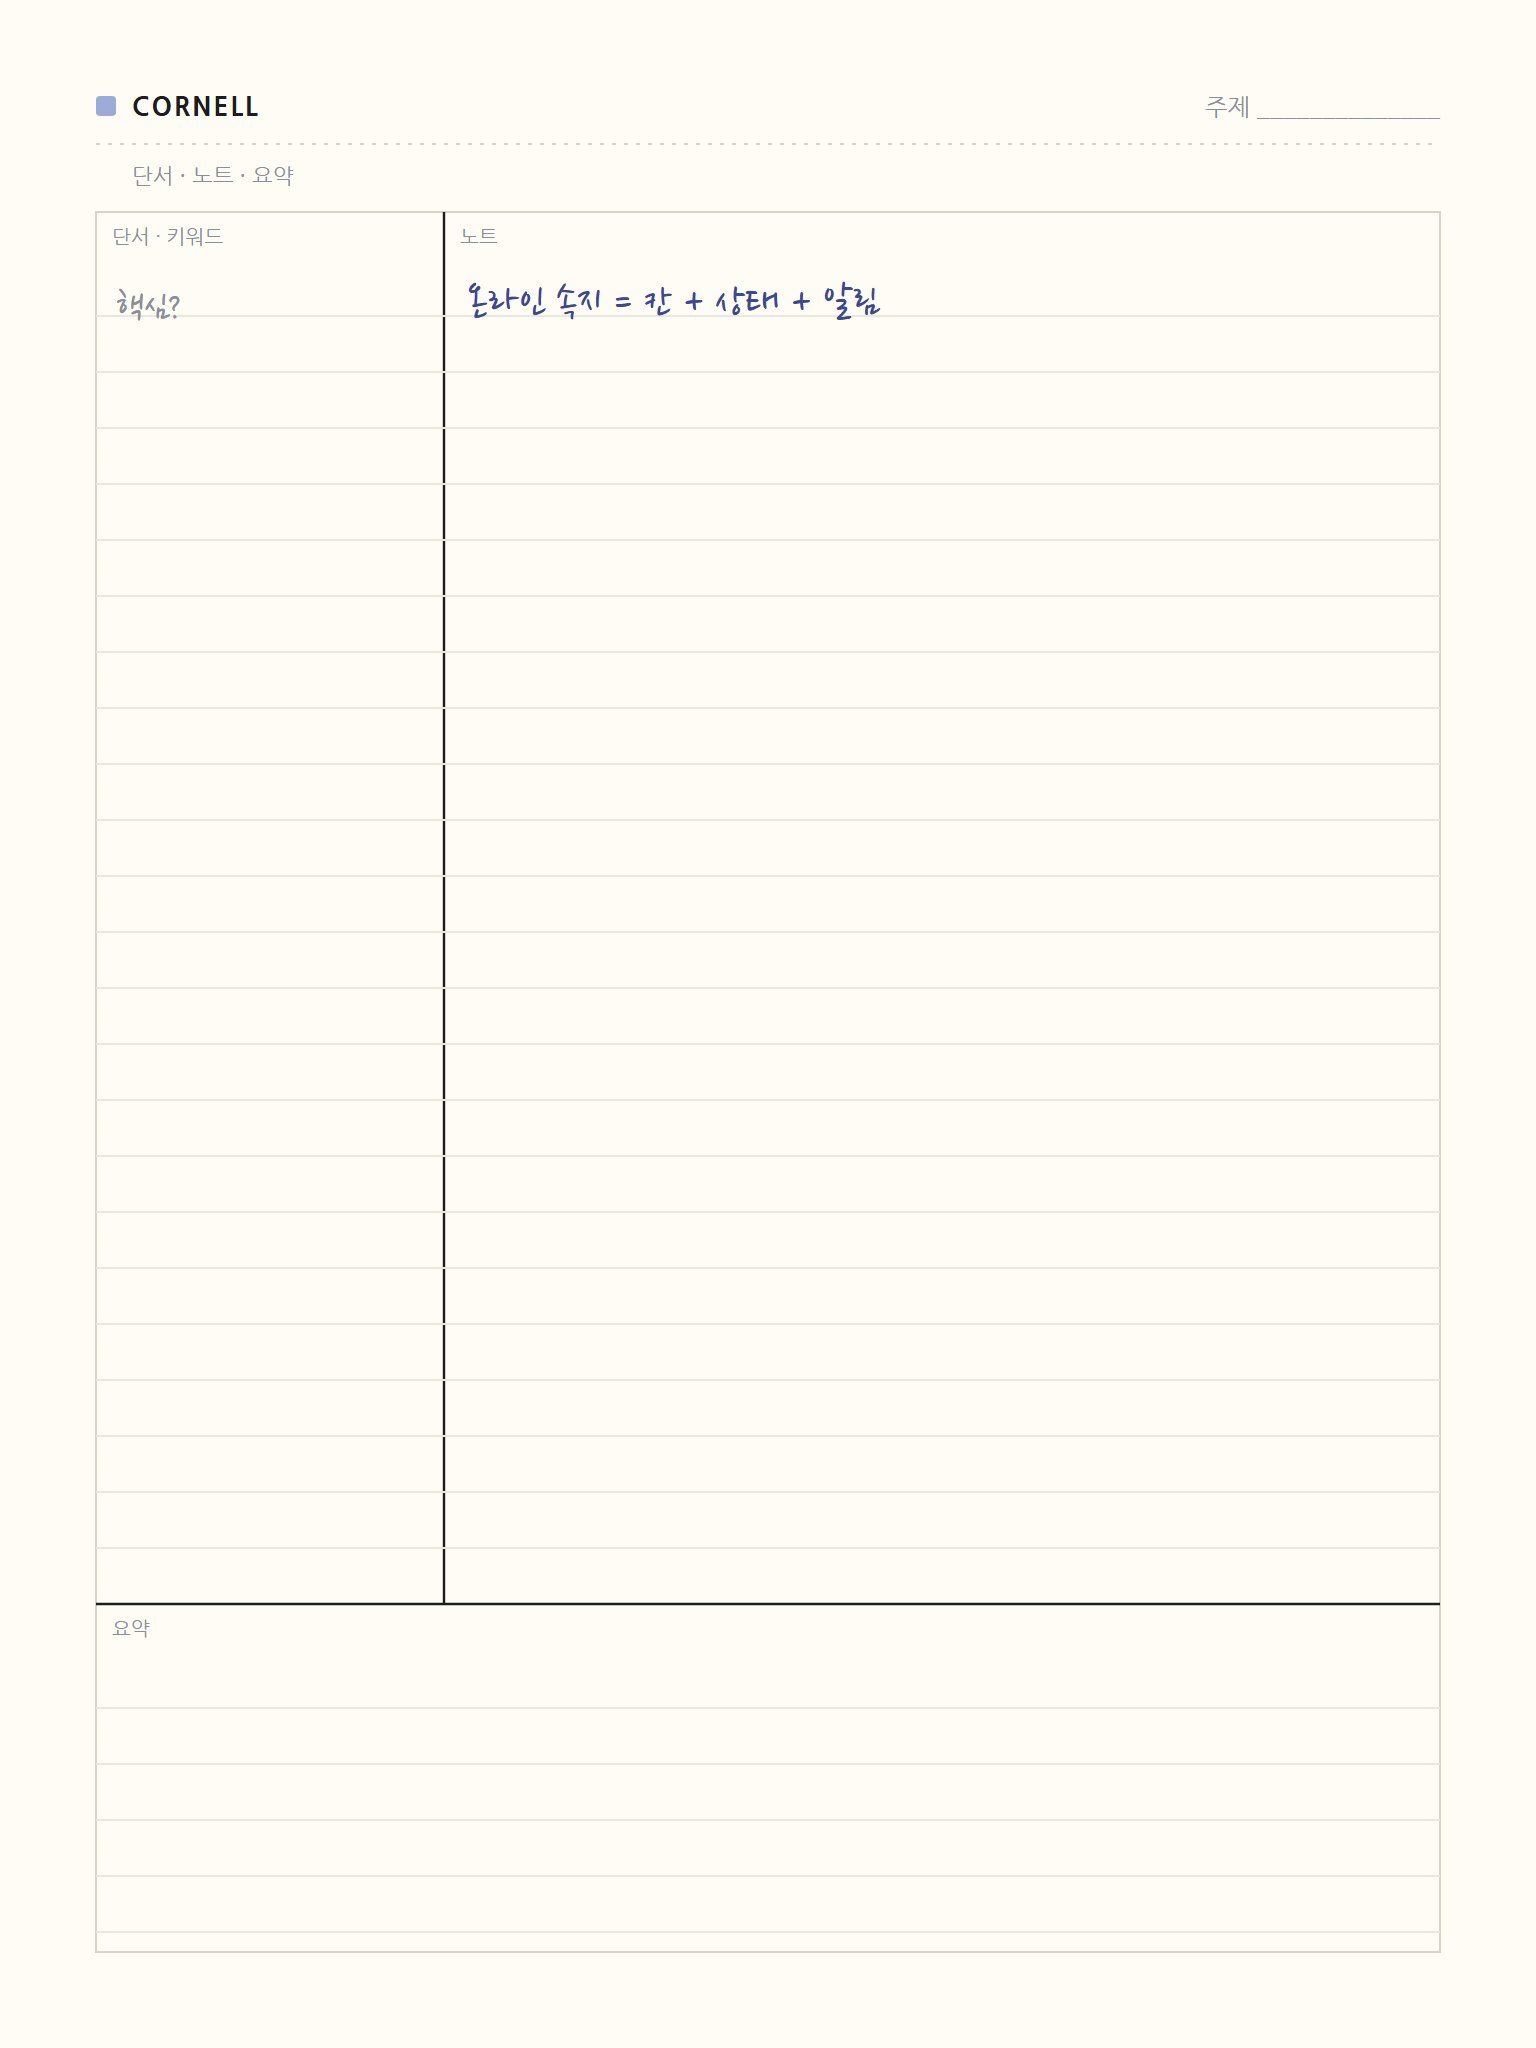 CORNELL
주제
단서 · 노트 · 요약
단서 · 키워드
노트
핵심?
온라인 속지 = 칸 + 상태 + 알림
요약